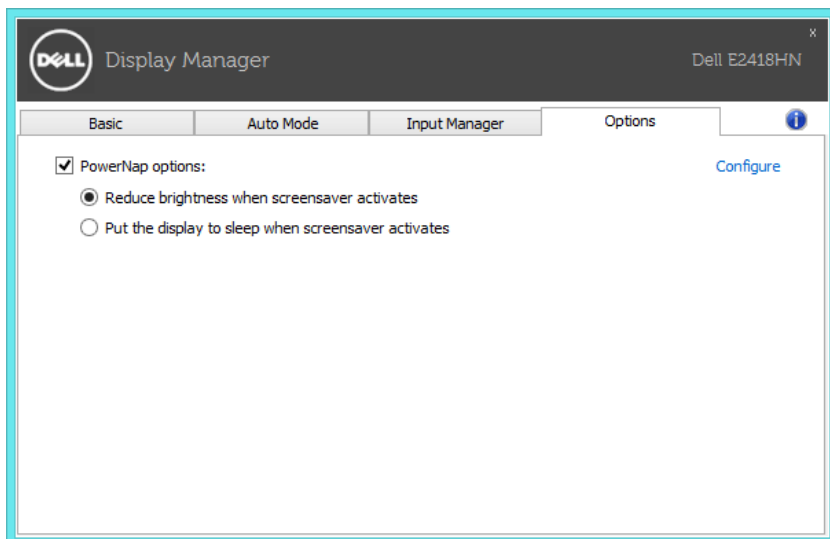 x
DELL Display Manager Dell E2418HN
Basic Auto Mode Input Manager Options
PowerNap options: Configure
Reduce brightness when screensaver activates
Put the display to sleep when screensaver activates